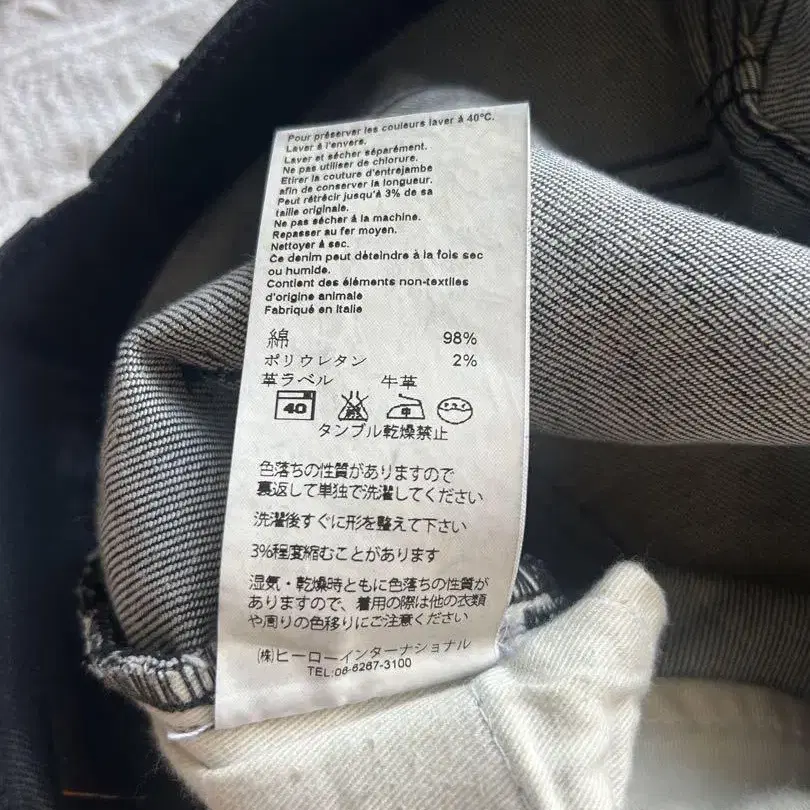 Pour préserver les couleurs laver à 40°C.
Laver à l'envers.
Laver et sécher séparément.
Ne pas utiliser de chlorure.
Etirer la couture d'entrejambe
afin de conserver la longueur.
Peut rétrécir jusqu'à 3% de sa
taille originale.
Ne pas sécher à la machine.
Repasser au fer moyen.
Nettoyer à sec.
Ce denim peut déteindre à la fois sec
ou humide.
Contient des éléments non-textiles
d'origine animale
Fabriqué en Italie
綿 98%
ポリウレタン 2%
革ラベル 牛革
40 中
タンブル乾燥禁止
色落ちの性質がありますので
裏返して単独で洗濯してください
洗濯後すぐに形を整えて下さい
3%程度縮むことがあります
湿気・乾燥時ともに色落ちの性質が
ありますので、着用の際は他の衣類
や周りの色移りにご注意ください
(株)ヒーローインターナショナル
TEL:06-6267-3100